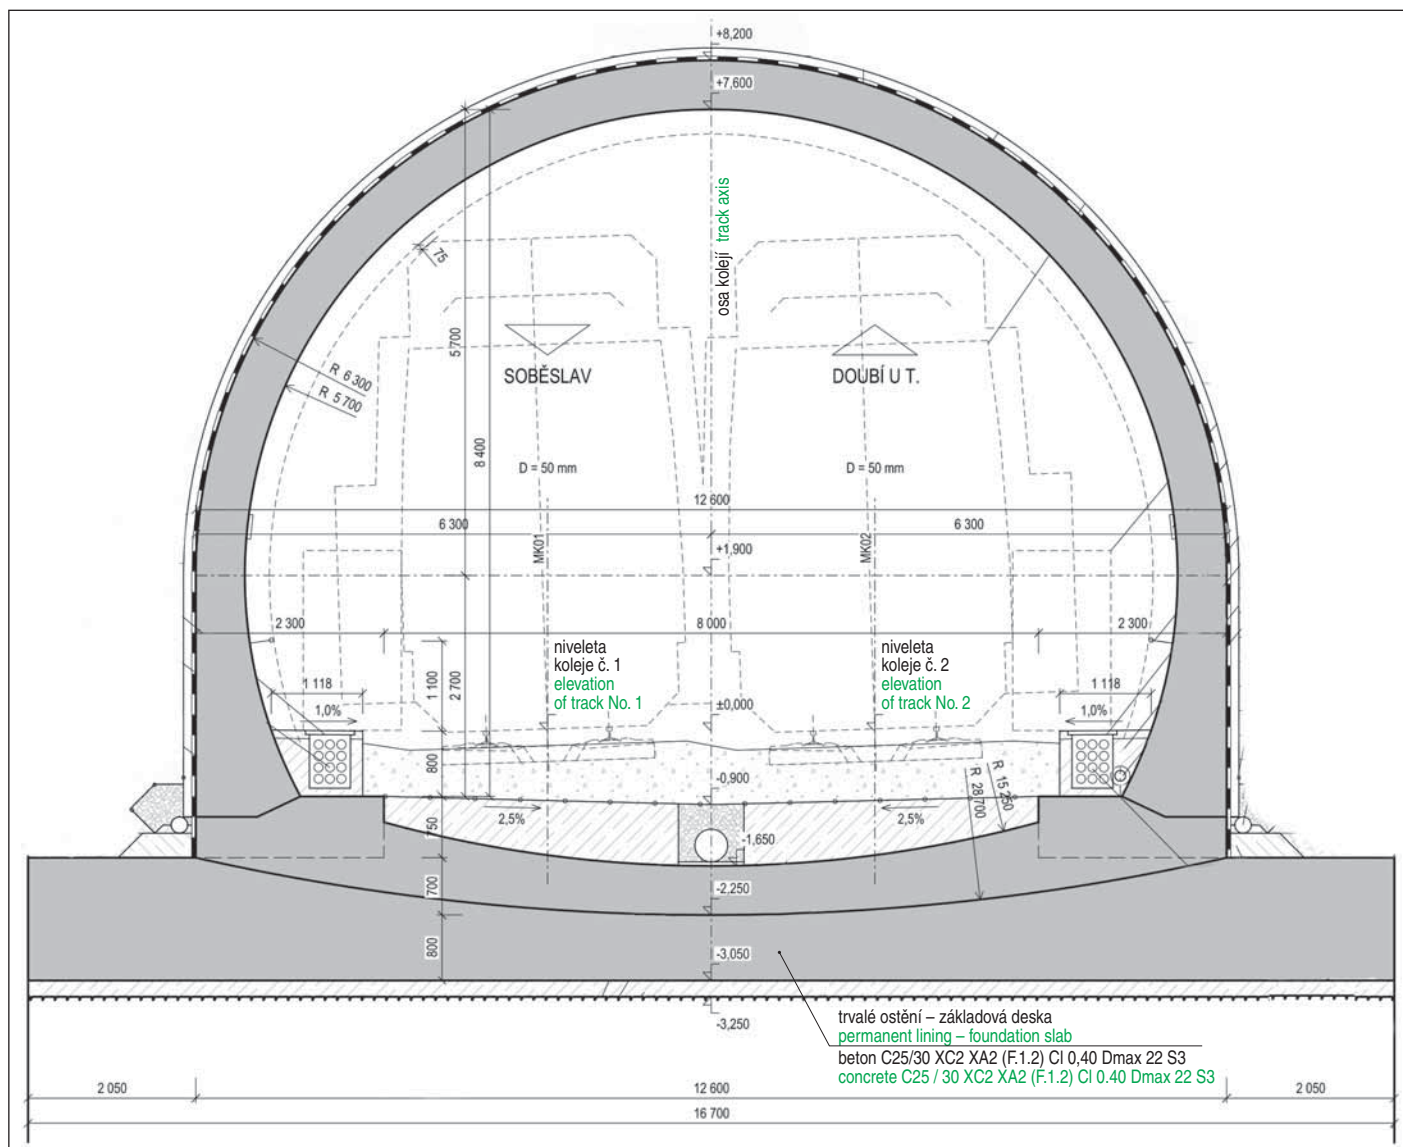 +8,200
+7,600
osa kolejí track axis
75
5 700
R 6 300
R 5 700
SOBĚSLAV
DOUBÍ U T.
8 400
D = 50 mm
D = 50 mm
12 600
6 300
6 300
MK01
+1,900
MK02
2 300
8 000
2 300
niveleta
koleje č. 1
elevation
of track No. 1
niveleta
koleje č. 2
elevation
of track No. 2
1 118
1,0%
1 100
2 700
±0,000
1 118
1,0%
800
-0,900
R 15 250
R 28 700
2,5%
2,5%
750
-1,650
700
-2,250
800
-3,050
-3,250
trvalé ostění – základová deska
permanent lining – foundation slab
beton C25/30 XC2 XA2 (F.1.2) Cl 0,40 Dmax 22 S3
concrete C25 / 30 XC2 XA2 (F.1.2) Cl 0.40 Dmax 22 S3
2 050
12 600
2 050
16 700